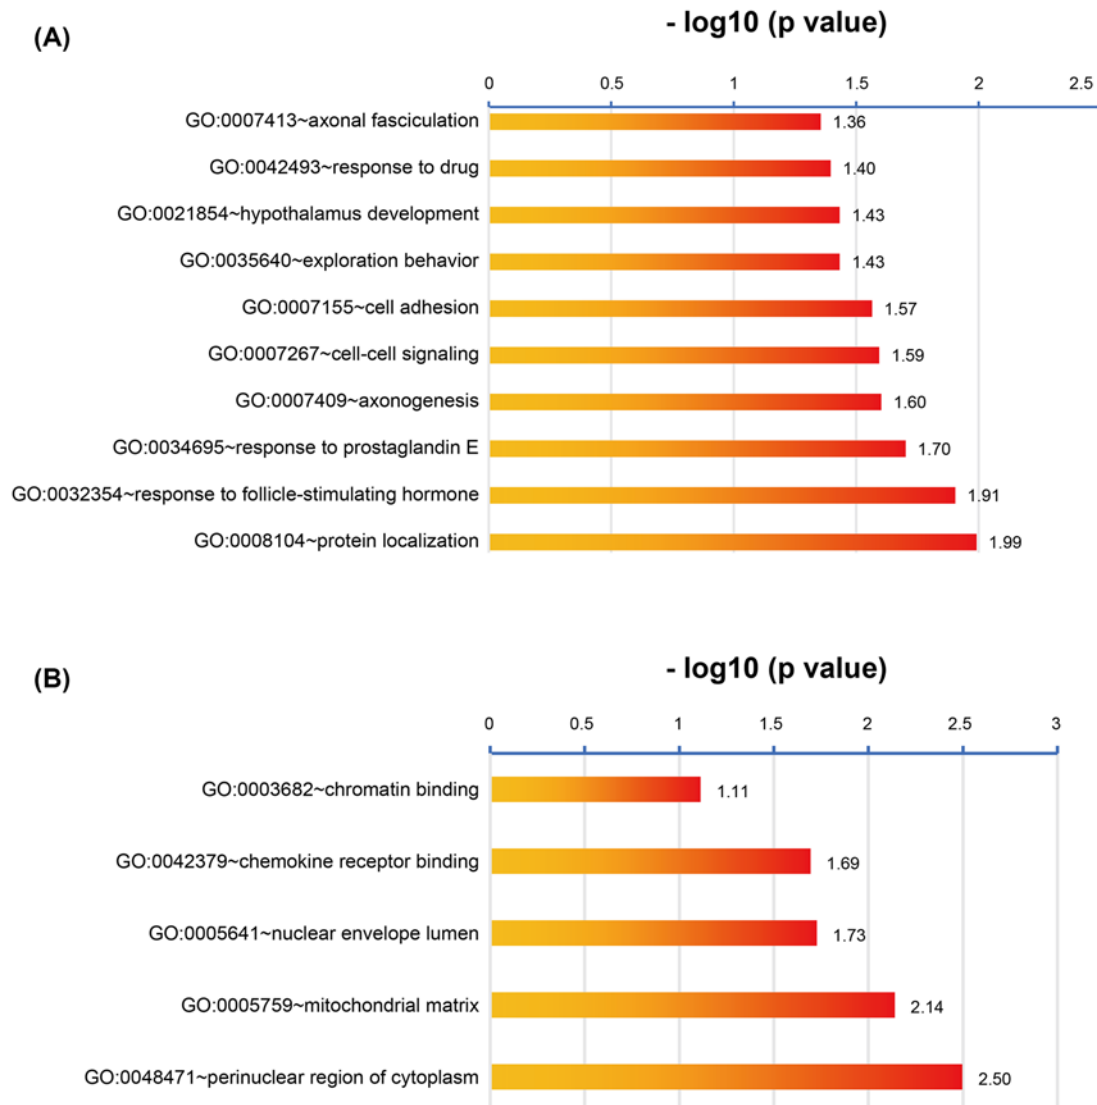 (A)
- log10 (p value)
0 0.5 1 1.5 2 2.5
GO:0007413~axonal fasciculation 1.36
GO:0042493~response to drug 1.40
GO:0021854~hypothalamus development 1.43
GO:0035640~exploration behavior 1.43
GO:0007155~cell adhesion 1.57
GO:0007267~cell-cell signaling 1.59
GO:0007409~axonogenesis 1.60
GO:0034695~response to prostaglandin E 1.70
GO:0032354~response to follicle-stimulating hormone 1.91
GO:0008104~protein localization 1.99
(B)
- log10 (p value)
0 0.5 1 1.5 2 2.5 3
GO:0003682~chromatin binding 1.11
GO:0042379~chemokine receptor binding 1.69
GO:0005641~nuclear envelope lumen 1.73
GO:0005759~mitochondrial matrix 2.14
GO:0048471~perinuclear region of cytoplasm 2.50